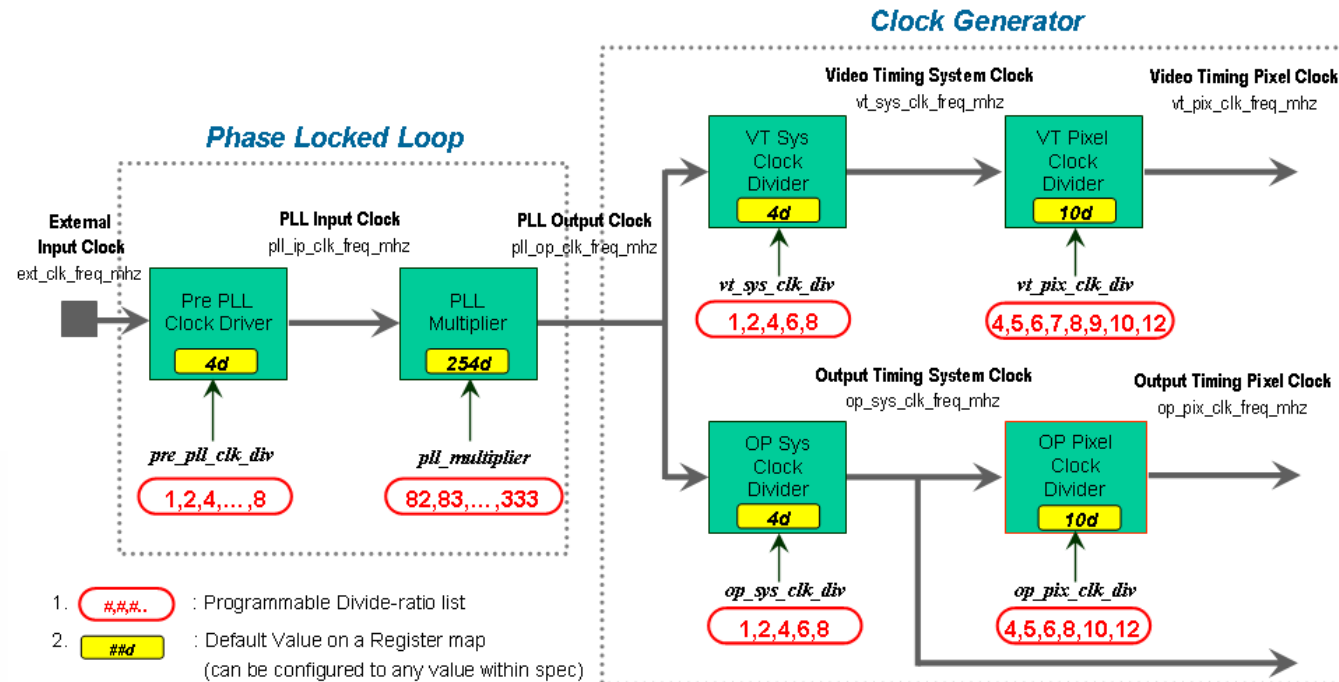 Clock Generator
Phase Locked Loop
External
Input Clock
ext_clk_freq_mhz
PLL Input Clock
pll_ip_clk_freq_mhz
PLL Output Clock
pll_op_clk_freq_mhz
Pre PLL
Clock Driver
4d
pre_pll_clk_div
1,2,4,...,8
PLL
Multiplier
254d
pll_multiplier
82,83,...,333
Video Timing System Clock
vt_sys_clk_freq_mhz
Video Timing Pixel Clock
vt_pix_clk_freq_mhz
VT Sys
Clock
Divider
4d
vt_sys_clk_div
1,2,4,6,8
VT Pixel
Clock
Divider
10d
vt_pix_clk_div
4,5,6,7,8,9,10,12
Output Timing System Clock
op_sys_clk_freq_mhz
Output Timing Pixel Clock
op_pix_clk_freq_mhz
OP Sys
Clock
Divider
4d
op_sys_clk_div
1,2,4,6,8
OP Pixel
Clock
Divider
10d
op_pix_clk_div
4,5,6,8,10,12
1. #,#,#.. : Programmable Divide-ratio list
2. ##d : Default Value on a Register map
(can be configured to any value within spec)